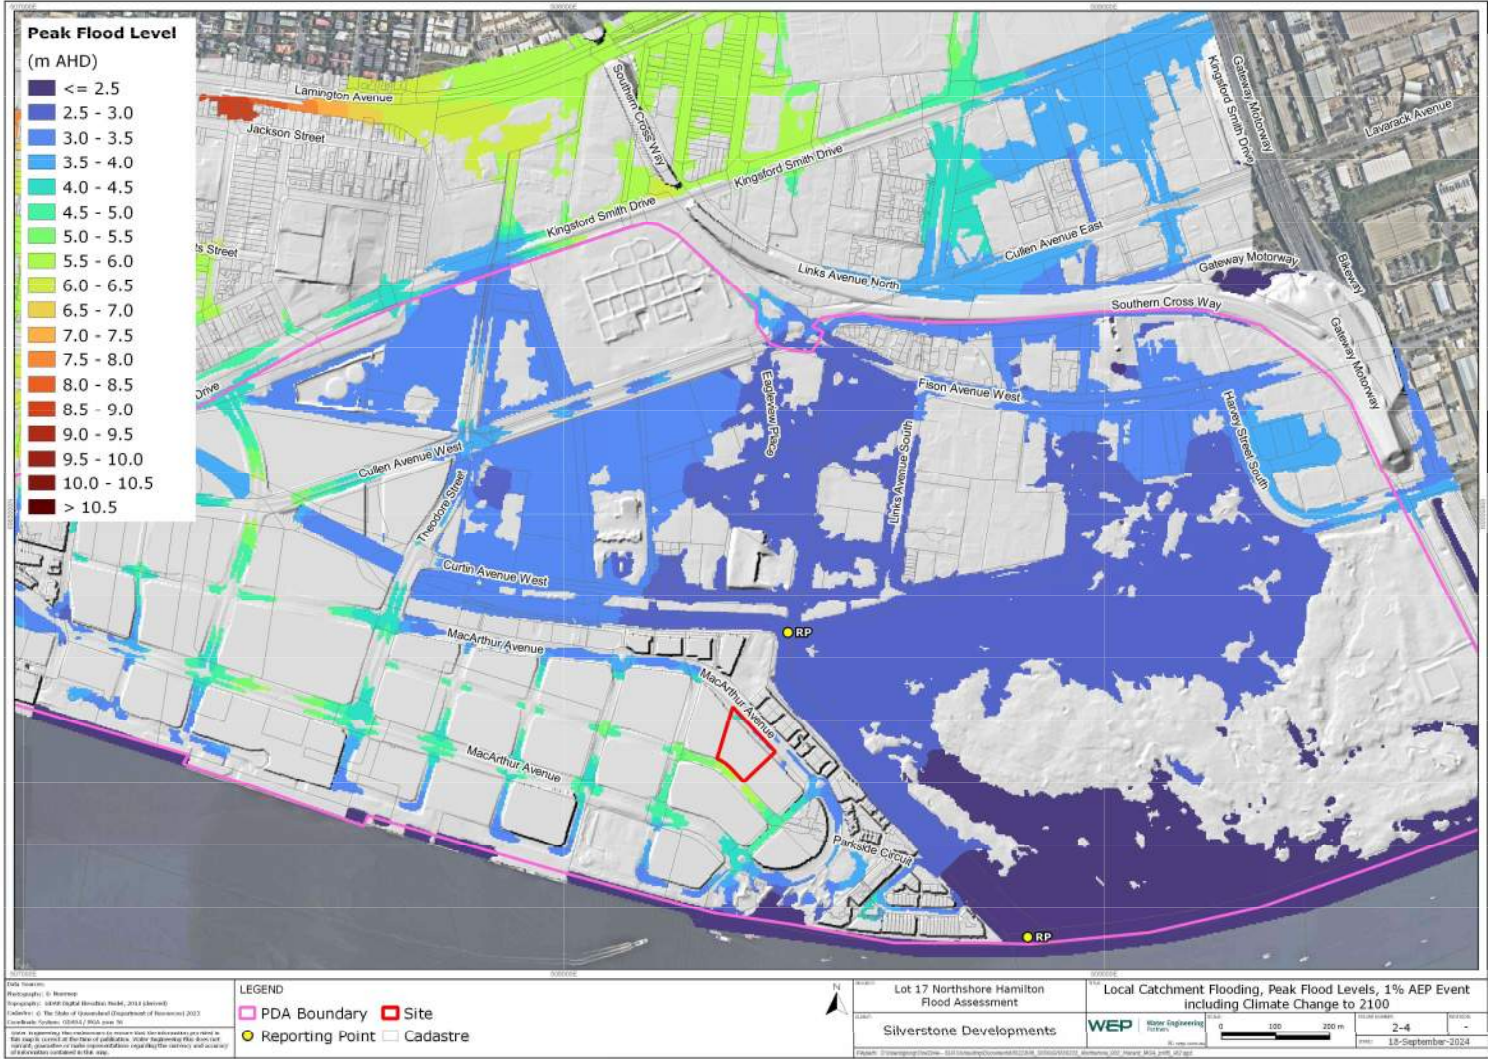 Peak Flood Level
(m AHD)
<= 2.5
2.5 - 3.0
3.0 - 3.5
3.5 - 4.0
4.0 - 4.5
4.5 - 5.0
5.0 - 5.5
5.5 - 6.0
6.0 - 6.5
6.5 - 7.0
7.0 - 7.5
7.5 - 8.0
8.0 - 8.5
8.5 - 9.0
9.0 - 9.5
9.5 - 10.0
10.0 - 10.5
> 10.5
Lamington Avenue
Jackson Street
ts Street
Drive
Southern Cross Way
Kingsford Smith Drive
Kingsford Smith Drive
Kingsford Smith Drive
Gateway Motorway
Lavarack Avenue
Links Avenue North
Cullen Avenue East
Gateway Motorway
Bikeway
Southern Cross Way
Gateway Motorway
Eagleview Place
Fison Avenue West
Harvey Street South
Links Avenue South
Cullen Avenue West
Theodore Street
Curtin Avenue West
MacArthur Avenue
RP
MacArthur Avenue
MacArthur Avenue
Parkside Circuit
RP
LEGEND
PDA Boundary
Site
Reporting Point
Cadastre
N
Lot 17 Northshore Hamilton
Flood Assessment
Silverstone Developments
Local Catchment Flooding, Peak Flood Levels, 1% AEP Event
including Climate Change to 2100
WEP
Water Engineering
Partners
0 100 200 m
2-4
-
18-September-2024